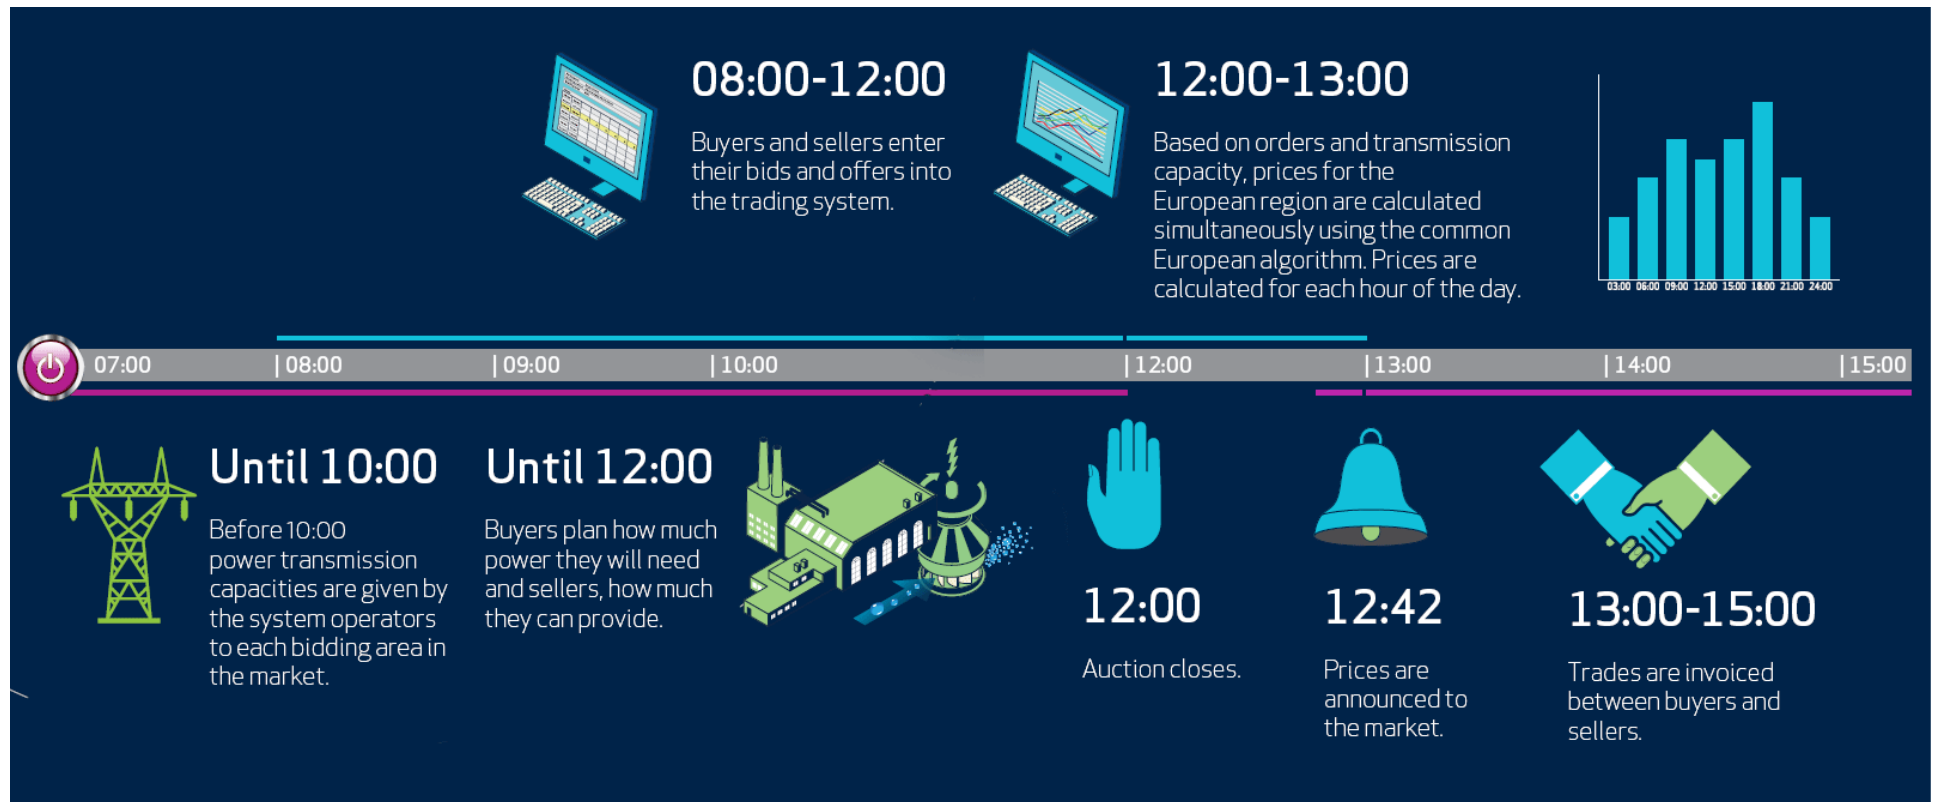 08:00-12:00
Buyers and sellers enter
their bids and offers into
the trading system.
12:00-13:00
Based on orders and transmission
capacity, prices for the
European region are calculated
simultaneously using the common
European algorithm. Prices are
calculated for each hour of the day.
03:00 06:00 09:00 12:00 15:00 18:00 21:00 24:00
07:00 |08:00 |09:00 |10:00 |12:00 |13:00 |14:00 |15:00
Until 10:00
Before 10:00
power transmission
capacities are given by
the system operators
to each bidding area in
the market.
Until 12:00
Buyers plan how much
power they will need
and sellers, how much
they can provide.
12:00
Auction closes.
12:42
Prices are
announced to
the market.
13:00-15:00
Trades are invoiced
between buyers and
sellers.